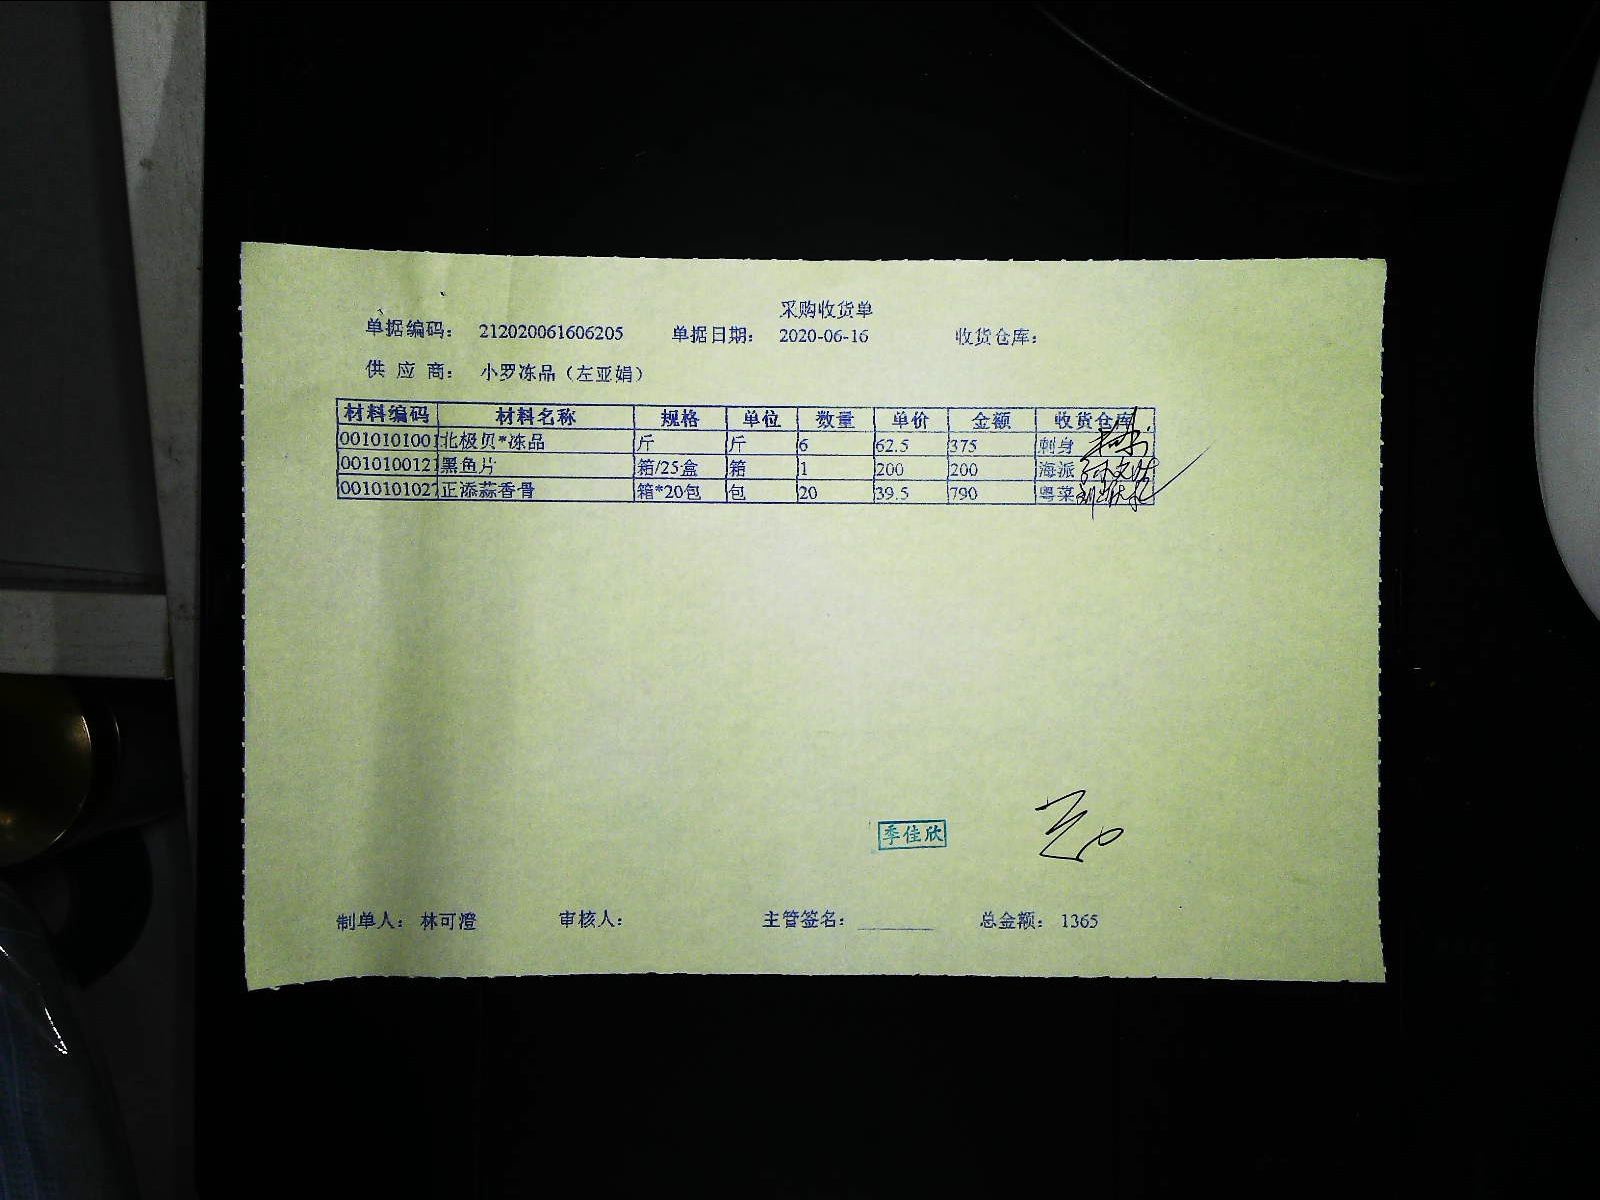 采购收货单
单据编码： 212020061606205 单据日期： 2020-06-16 收货仓库：
供 应 商： 小罗冻品（左亚娟）
材料编码 材料名称 规格 单位 数量 单价 金额 收货仓库
0010101001 北极贝*冻品 斤 斤 6 62.5 375 刺身
0010100121 黑鱼片 箱/25盒 箱 1 200 200 海派
0010101027 正添蒜香骨 箱*20包 包 20 39.5 790 粤菜
季佳欣
制单人： 林可澄 审核人： 主管签名： 总金额： 1365